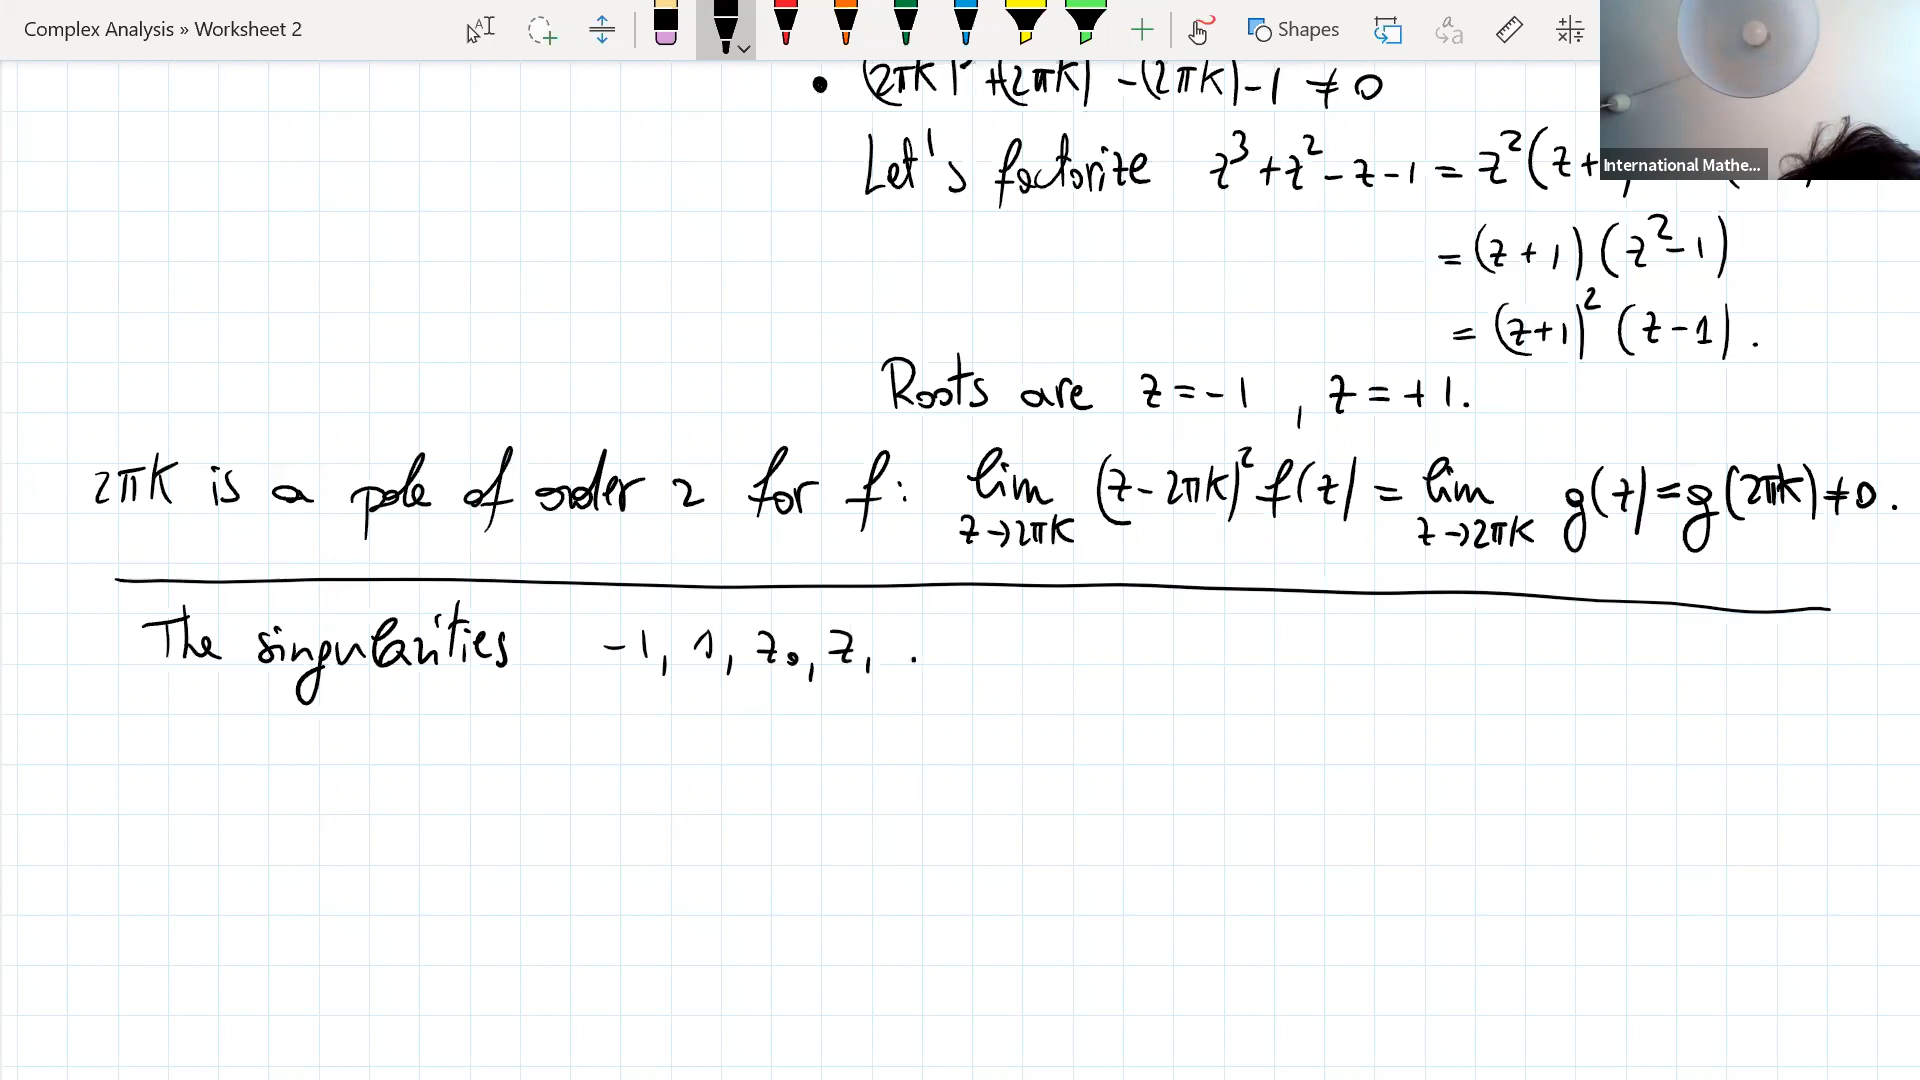 Complex Analysis » Worksheet 2
Shapes
International Mathe...
• (2πK) +(2πK) -(2πK)-1 ≠ 0
Let's factorize z³+z²-z-1 = z²(z+
= (z+1)(z²-1)
= (z+1)²(z-1).
Roots are z=-1, z=+1.
2πK is a pole of order 2 for f: lim z→2πK (z-2πK)² f(z) = lim z→2πK g(z)=g(2πK)≠0.
The singularities -1, 1, z₀, z₁.